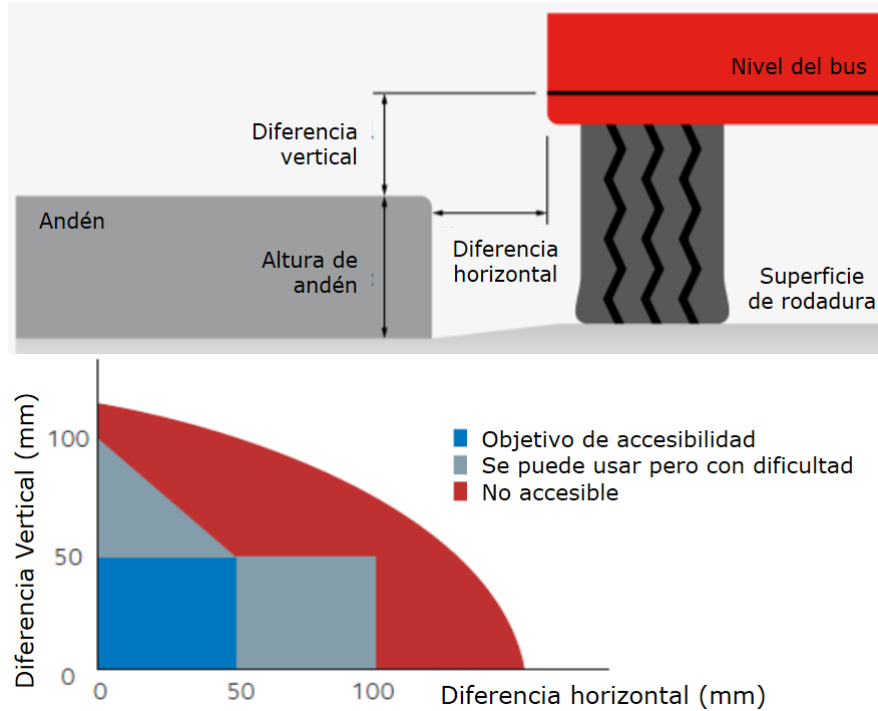 Nivel del bus
Diferencia
vertical
Andén
Altura de
andén
Diferencia
horizontal
Superficie
de rodadura
Diferencia Vertical (mm)
100
50
0
Objetivo de accesibilidad
Se puede usar pero con dificultad
No accesible
0
50
100
Diferencia horizontal (mm)